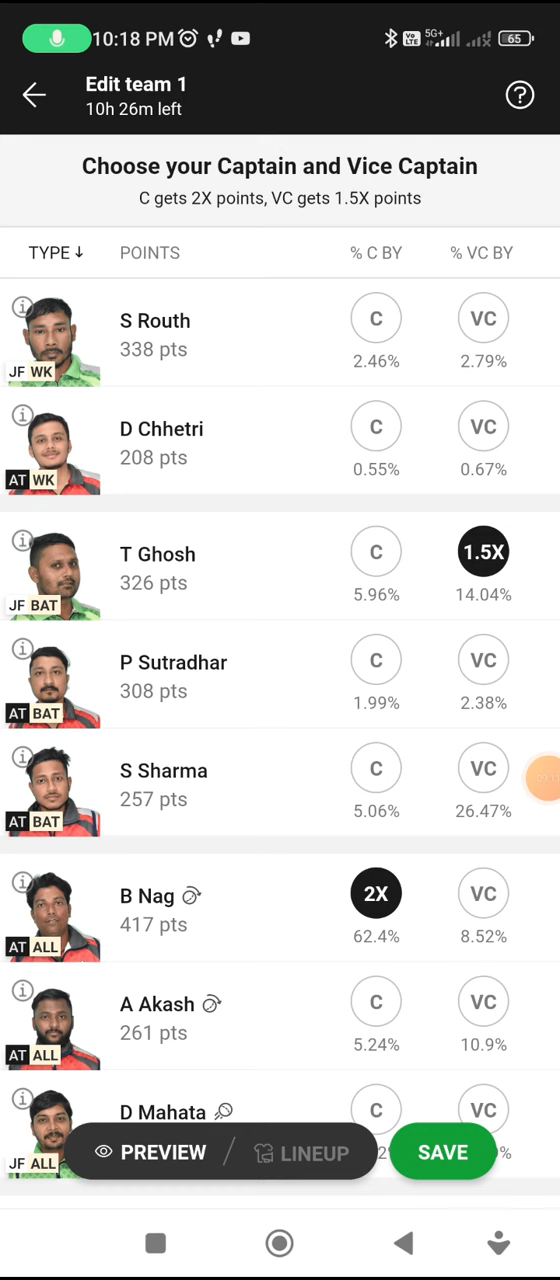 10:18 PM
Vo LTE 5G+ 65
Edit team 1
10h 26m left
Choose your Captain and Vice Captain
C gets 2X points, VC gets 1.5X points
TYPE ↓ POINTS % C BY % VC BY
S Routh C VC
338 pts 2.46% 2.79%
JF WK
D Chhetri C VC
208 pts 0.55% 0.67%
AT WK
T Ghosh C 1.5X
326 pts 5.96% 14.04%
JF BAT
P Sutradhar C VC
308 pts 1.99% 2.38%
AT BAT
S Sharma C VC
257 pts 5.06% 26.47%
AT BAT
B Nag 2X VC
417 pts 62.4% 8.52%
AT ALL
A Akash C VC
261 pts 5.24% 10.9%
AT ALL
D Mahata C VC
JF ALL
PREVIEW / LINEUP SAVE